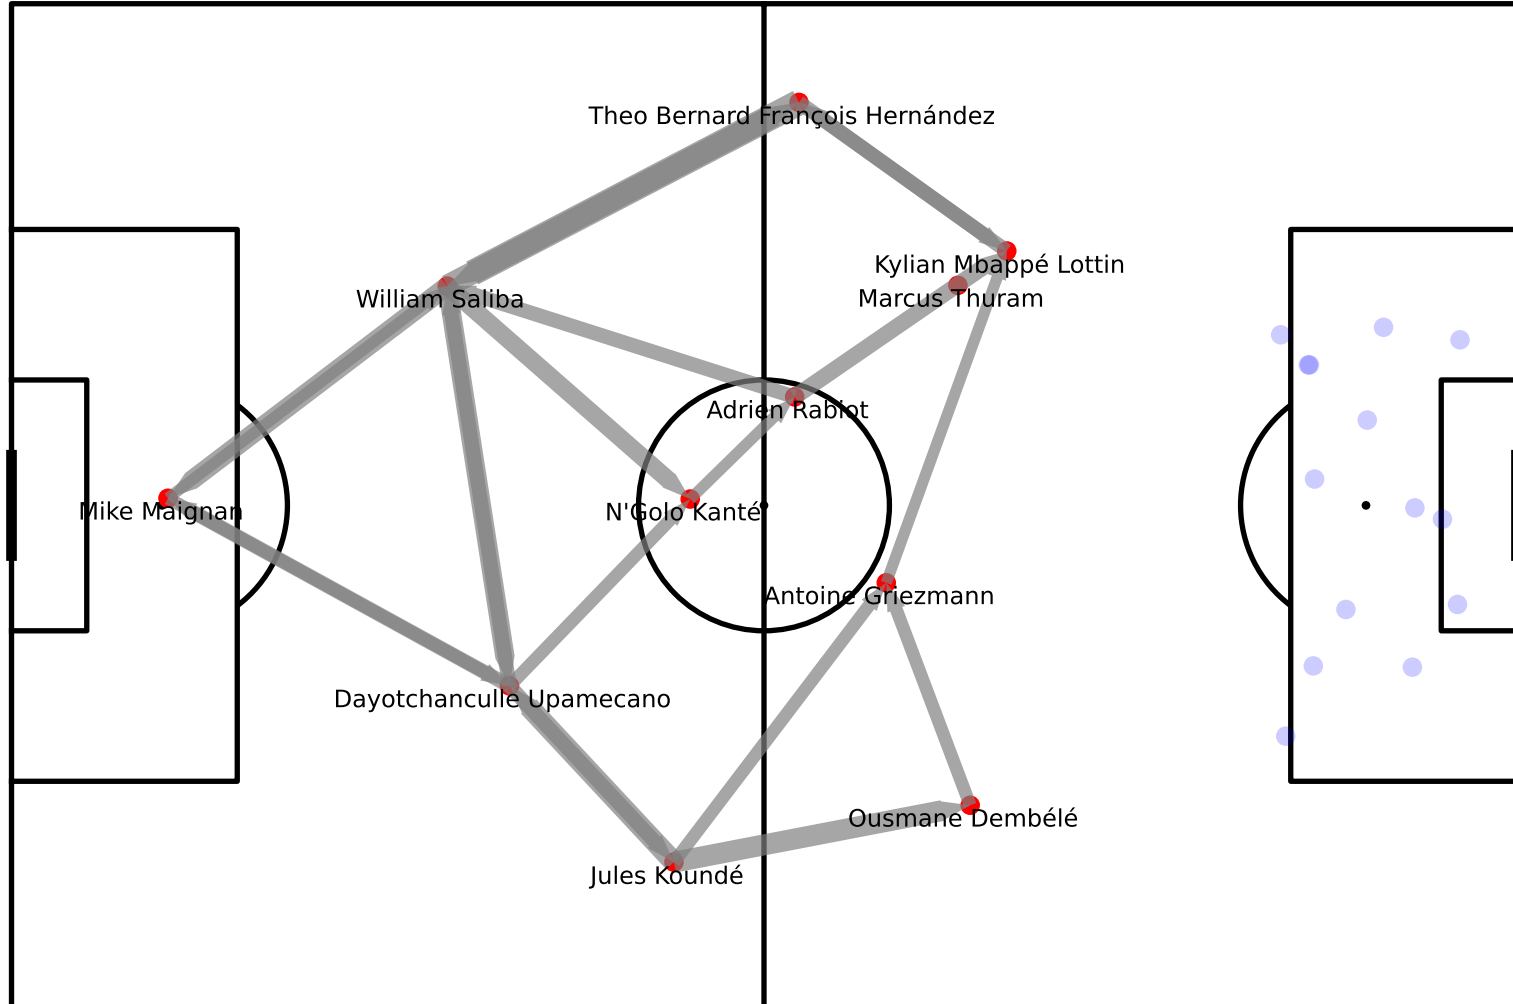 Theo Bernard François Hernández
Kylian Mbappé Lottin
William Saliba
Marcus Thuram
Adrien Rabiot
Mike Maignan
N'Golo Kanté
Antoine Griezmann
Dayotchanculle Upamecano
Ousmane Dembélé
Jules Koundé